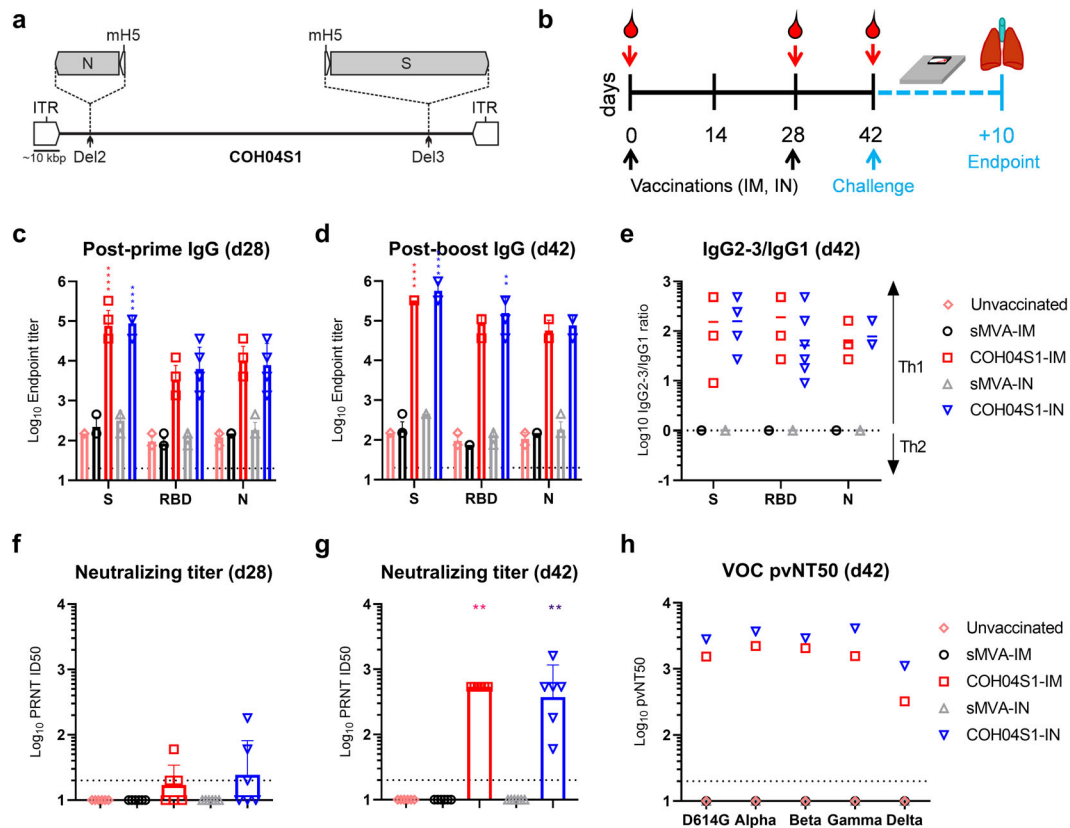 a
mH5
mH5
N
S
ITR
ITR
~10 kbp
Del2
COH04S1
Del3
b
days
0
14
28
42
+10
Endpoint
Vaccinations (IM, IN)
Challenge
c
Post-prime IgG (d28)
Log10 Endpoint titer
6
5
4
3
2
1
****
****
S
RBD
N
d
Post-boost IgG (d42)
Log10 Endpoint titer
6
5
4
3
2
1
**
S
RBD
N
e
IgG2-3/IgG1 (d42)
Log10 IgG2-3/IgG1 ratio
3
2
1
0
-1
S
RBD
N
Th1
Th2
Unvaccinated
sMVA-IM
COH04S1-IM
sMVA-IN
COH04S1-IN
f
Neutralizing titer (d28)
Log10 PRNT ID50
4
3
2
1
g
Neutralizing titer (d42)
Log10 PRNT ID50
4
3
2
1
**
**
h
VOC pvNT50 (d42)
Log10 pvNT50
4
3
2
1
D614G
Alpha
Beta
Gamma
Delta
Unvaccinated
sMVA-IM
COH04S1-IM
sMVA-IN
COH04S1-IN